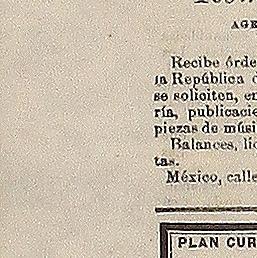 AGE
Recibe órde
la República d
se soliciten, en
ría, publicacie
piezas de músi
Balances, lic
tas.
México, calle
PLAN CUR